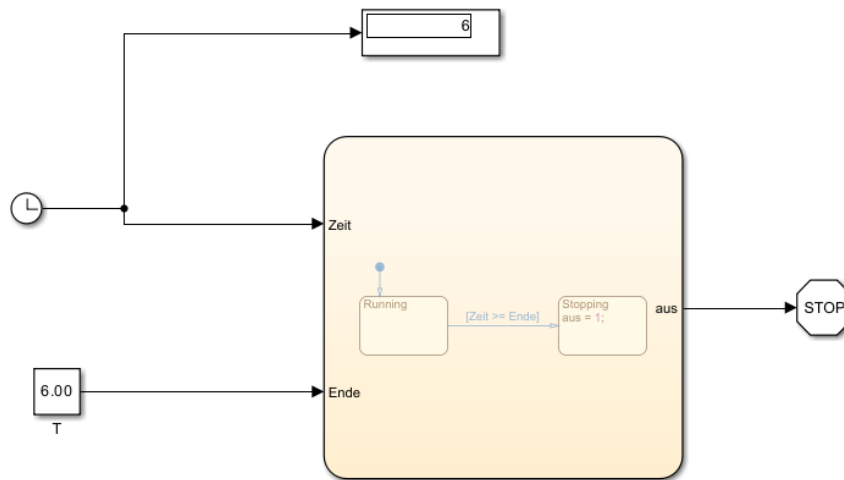 6
Zeit
Running
[Zeit >= Ende]
Stopping
aus = 1;
aus
STOP
6.00
T
Ende